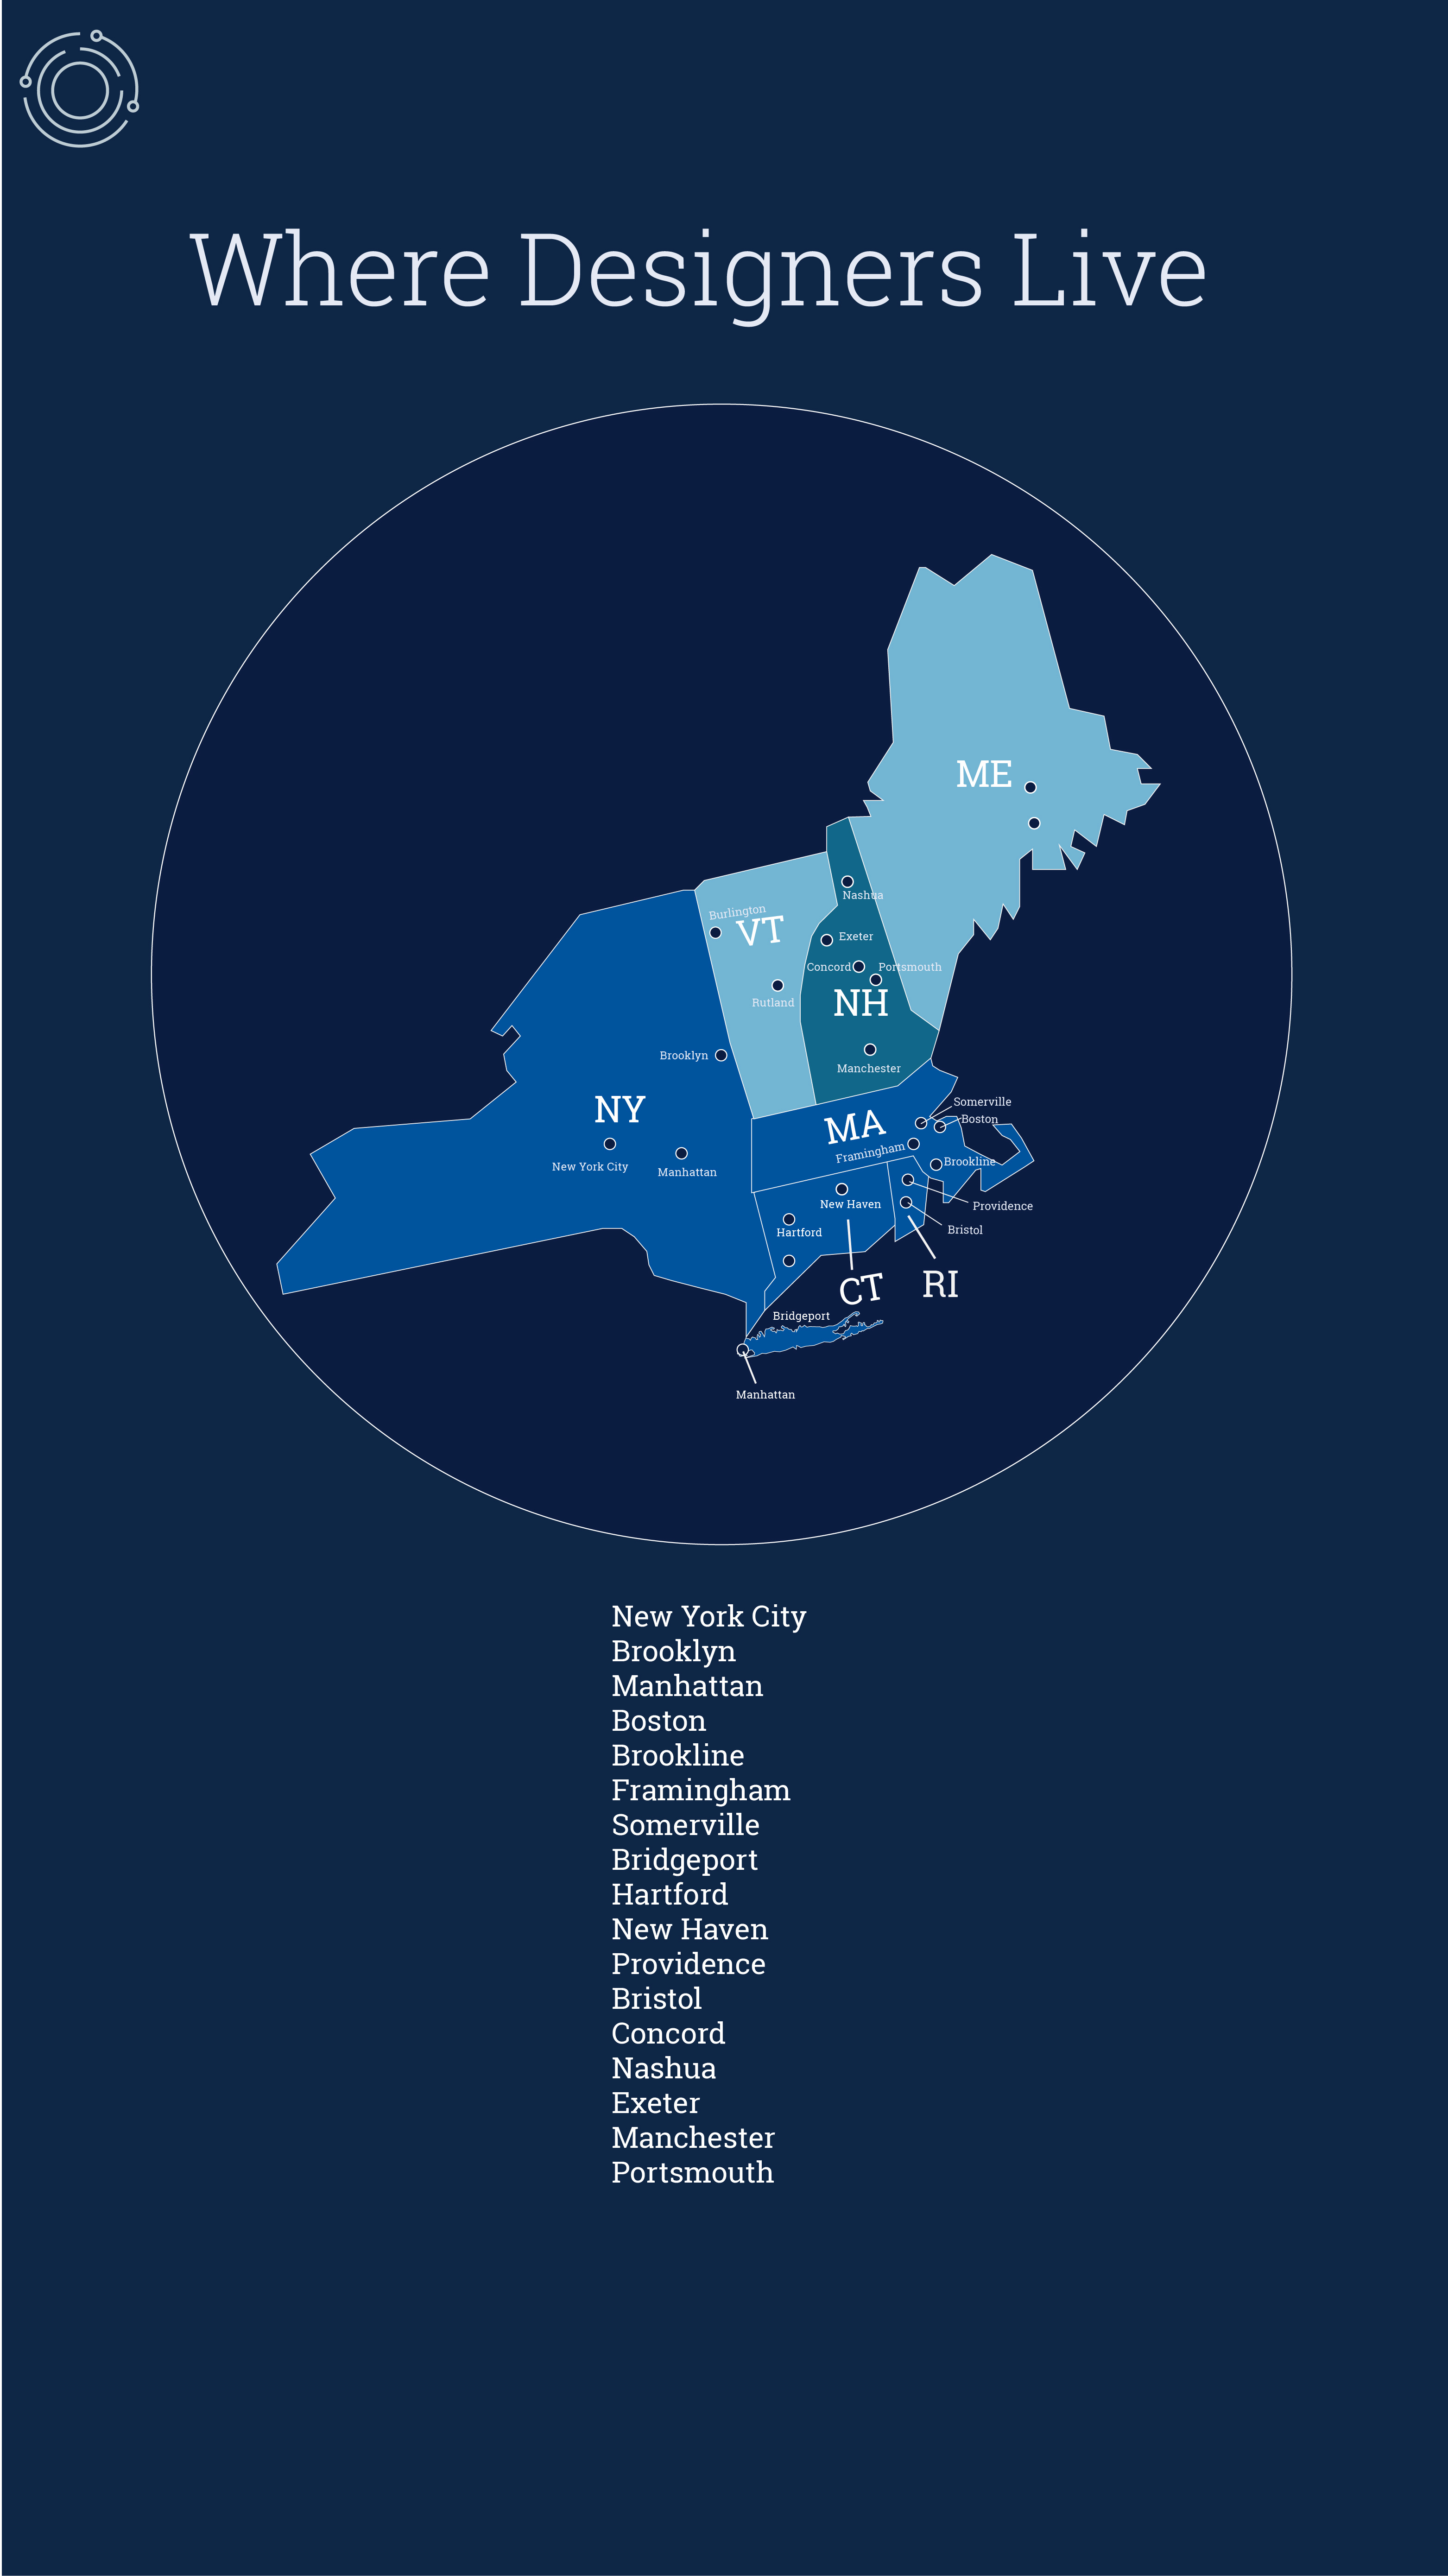 Where Designers Live
ME
Nashua
Burlington
VT
Exeter
Concord
Portsmouth
Rutland
NH
Brooklyn
Manchester
NY
Somerville
Boston
MA
Framingham
Brookline
New York City
Manhattan
New Haven
Providence
Hartford
Bristol
CT
RI
Bridgeport
Manhattan
New York City
Brooklyn
Manhattan
Boston
Brookline
Framingham
Somerville
Bridgeport
Hartford
New Haven
Providence
Bristol
Concord
Nashua
Exeter
Manchester
Portsmouth